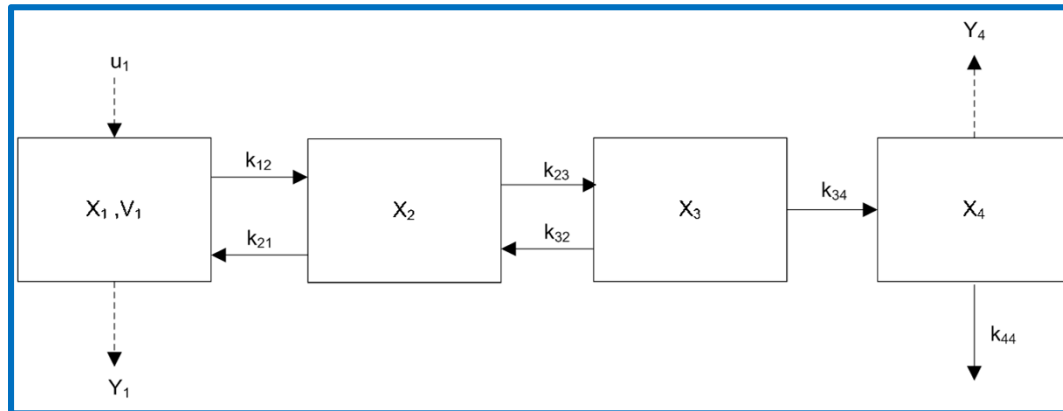 u₁
Y₄
X₁ ,V₁
k₁₂
k₂₁
X₂
k₂₃
k₃₂
X₃
k₃₄
X₄
k₄₄
Y₁